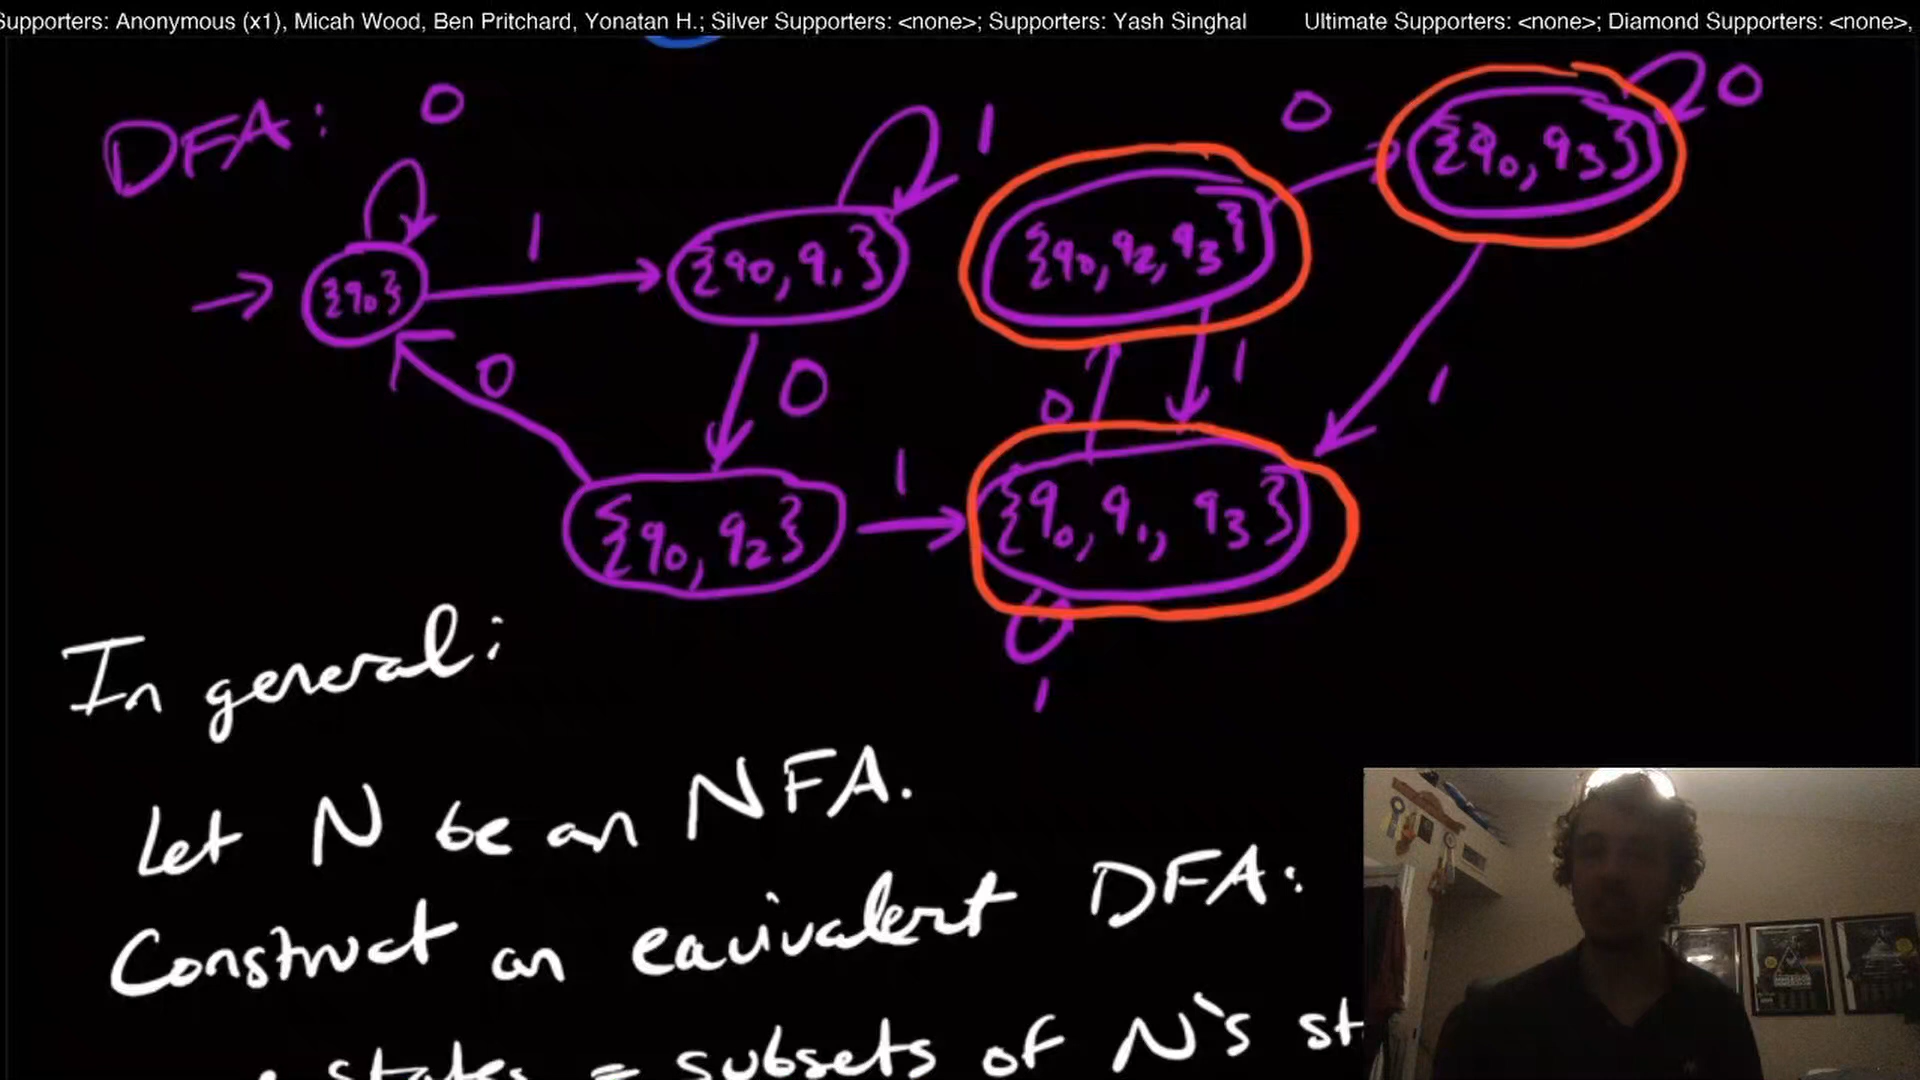 Supporters: Anonymous (x1), Micah Wood, Ben Pritchard, Yonatan H.; Silver Supporters: <none>; Supporters: Yash Singhal Ultimate Supporters: <none>; Diamond Supporters: <none>,
DFA: 0 1 0 {q0, q3} 0
{q0} 1 {q0, q1} {q0, q2, q3}
0 0 0 1 1
{q0, q2} 1 {q0, q1, q3}
1
In general:
Let N be an NFA.
Construct an equivalent DFA:
states = subsets of N's st